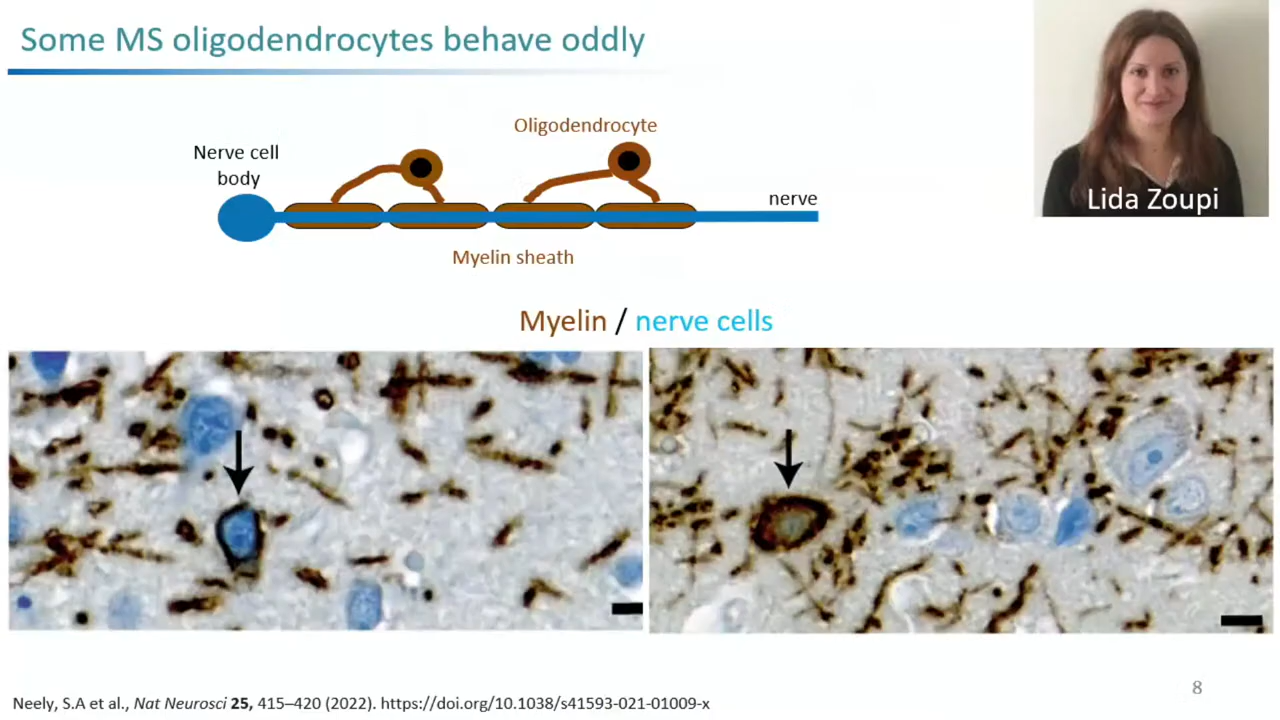 Some MS oligodendrocytes behave oddly
Oligodendrocyte
Nerve cell
body
nerve
Lida Zoupi
Myelin sheath
Myelin / nerve cells
Neely, S.A et al., Nat Neurosci 25, 415–420 (2022). https://doi.org/10.1038/s41593-021-01009-x
8